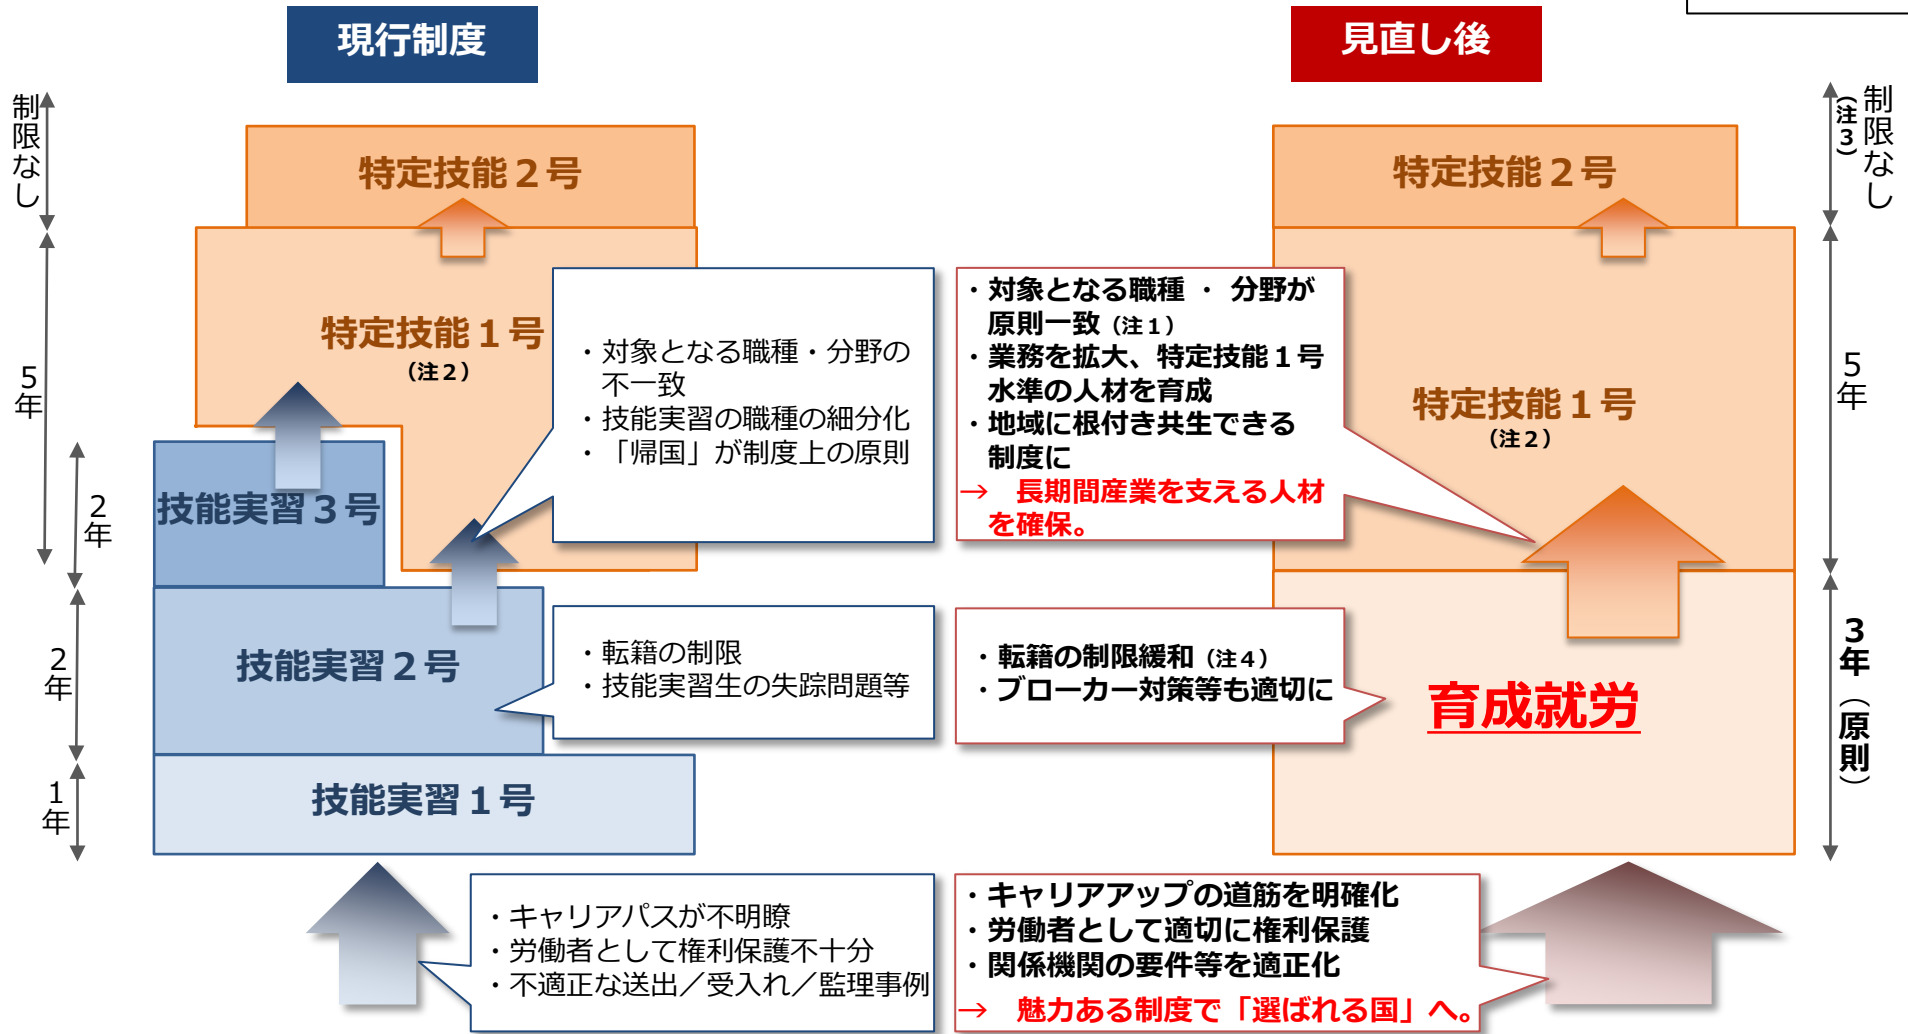 現行制度
制限なし
特定技能２号
5年
特定技能１号
（注２）
・対象となる職種・分野の
不一致
・技能実習の職種の細分化
・「帰国」が制度上の原則
2年
技能実習３号
2年
技能実習２号
・転籍の制限
・技能実習生の失踪問題等
1年
技能実習１号
・キャリアパスが不明瞭
・労働者として権利保護不十分
・不適正な送出／受入れ／監理事例
見直し後
制限なし
（注３）
特定技能２号
5年
特定技能１号
（注２）
・対象となる職種 ・ 分野が
原則一致（注１）
・業務を拡大、特定技能１号
水準の人材を育成
・地域に根付き共生できる
制度に
→　長期間産業を支える人材
を確保。
3年（原則）
育成就労
・転籍の制限緩和（注４）
・ブローカー対策等も適切に
・キャリアアップの道筋を明確化
・労働者として適切に権利保護
・関係機関の要件等を適正化
→　魅力ある制度で「選ばれる国」へ。